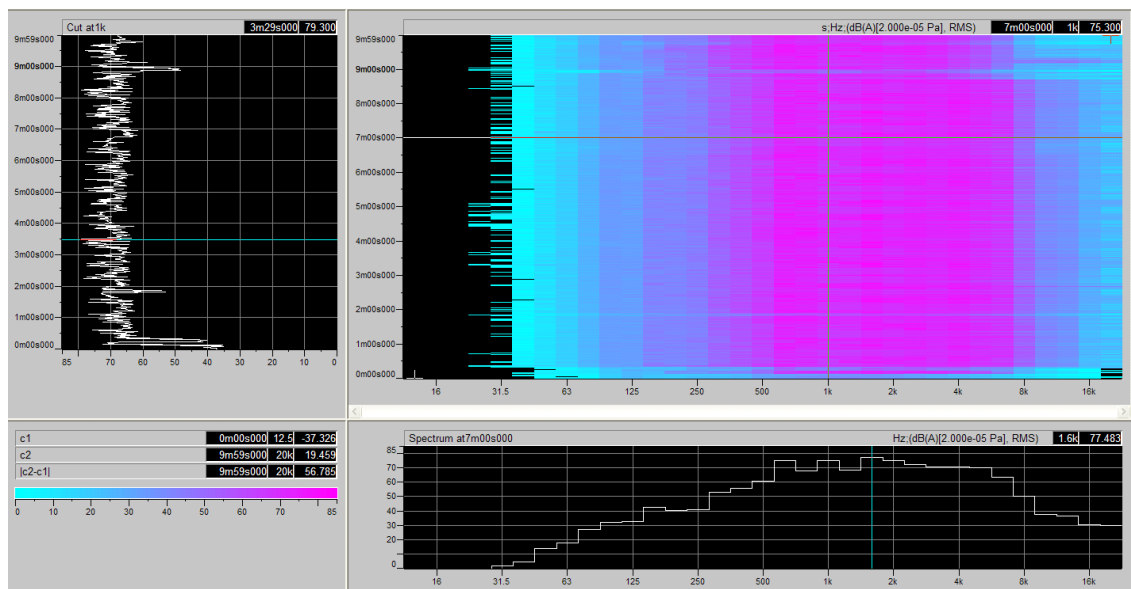 Cut at1k 3m29s000 79.300
9m59s000
9m00s000
8m00s000
7m00s000
6m00s000
5m00s000
4m00s000
3m00s000
2m00s000
1m00s000
0m00s000
85 70 60 50 40 30 20 10 0
s;Hz;(dB(A)[2.000e-05 Pa], RMS) 7m00s000 1k 75.300
9m59s000
9m00s000
8m00s000
7m00s000
6m00s000
5m00s000
4m00s000
3m00s000
2m00s000
1m00s000
0m00s000
16 31.5 63 125 250 500 1k 2k 4k 8k 16k
c1 0m00s000 12.5 -37.326
c2 9m59s000 20k 19.459
|c2-c1| 9m59s000 20k 56.785
0 10 20 30 40 50 60 70 85
Spectrum at7m00s000 Hz;(dB(A)[2.000e-05 Pa], RMS) 1.6k 77.483
85
70
60
50
40
30
20
0
16 31.5 63 125 250 500 1k 2k 4k 8k 16k